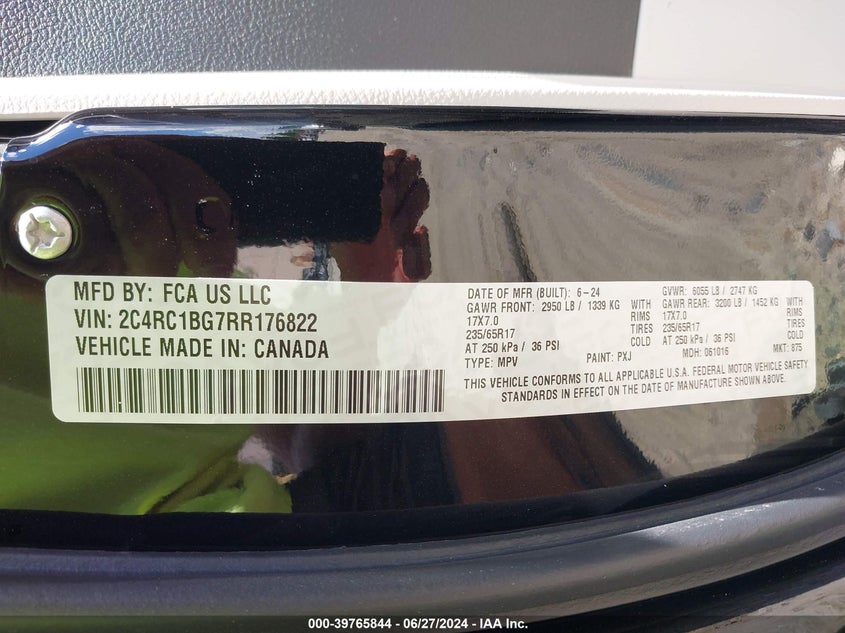 MFD BY: FCA US LLC
VIN: 2C4RC1BG7RR176822
VEHICLE MADE IN: CANADA
DATE OF MFR (BUILT): 6-24 GVWR: 6055 LB / 2747 KG
GAWR FRONT: 2950 LB / 1339 KG WITH GAWR REAR: 3200 LB / 1452 KG WITH
17X7.0 RIMS 17X7.0 RIMS
235/65R17 TIRES 235/65R17 TIRES
AT 250 kPa / 36 PSI COLD AT 250 kPa / 36 PSI COLD
TYPE: MPV PAINT: PXJ MDH: 061016 MKT: 875
THIS VEHICLE CONFORMS TO ALL APPLICABLE U.S.A. FEDERAL MOTOR VEHICLE SAFETY
STANDARDS IN EFFECT ON THE DATE OF MANUFACTURE SHOWN ABOVE.
000-39765844 | 06/27/2024 - IAA Inc.